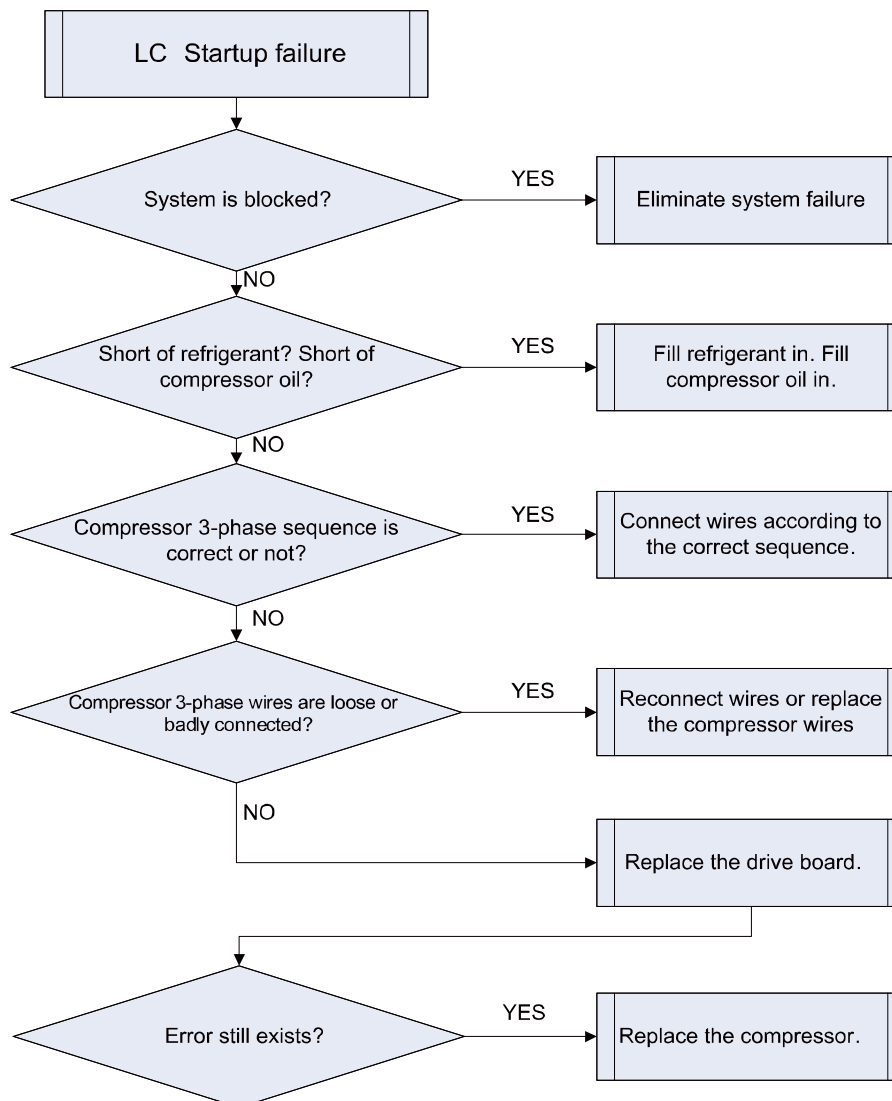 LC Startup failure
System is blocked?
YES
Eliminate system failure
NO
Short of refrigerant? Short of
compressor oil?
YES
Fill refrigerant in. Fill
compressor oil in.
NO
Compressor 3-phase sequence is
correct or not?
YES
Connect wires according to
the correct sequence.
NO
Compressor 3-phase wires are loose or
badly connected?
YES
Reconnect wires or replace
the compressor wires
NO
Replace the drive board.
Error still exists?
YES
Replace the compressor.